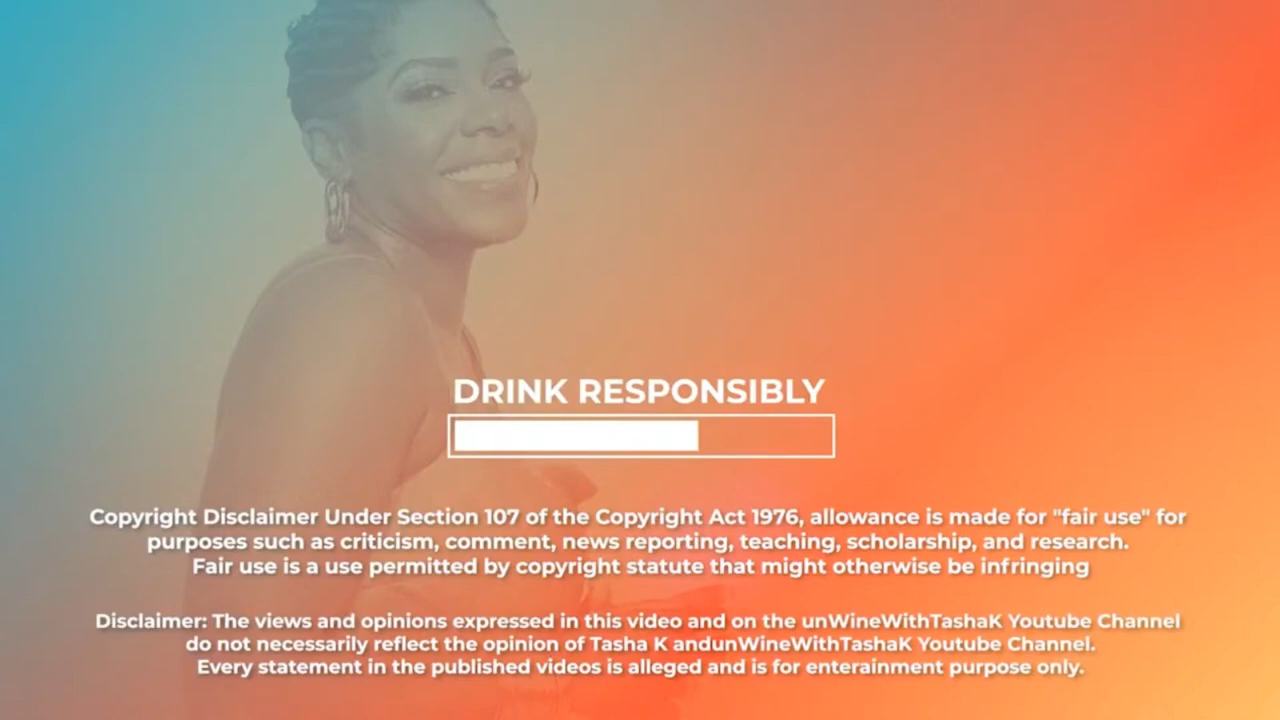 DRINK RESPONSIBLY
Copyright Disclaimer Under Section 107 of the Copyright Act 1976, allowance is made for "fair use" for
purposes such as criticism, comment, news reporting, teaching, scholarship, and research.
Fair use is a use permitted by copyright statute that might otherwise be infringing
Disclaimer: The views and opinions expressed in this video and on the unWineWithTashaK Youtube Channel
do not necessarily reflect the opinion of Tasha K andunWineWithTashaK Youtube Channel.
Every statement in the published videos is alleged and is for enterainment purpose only.